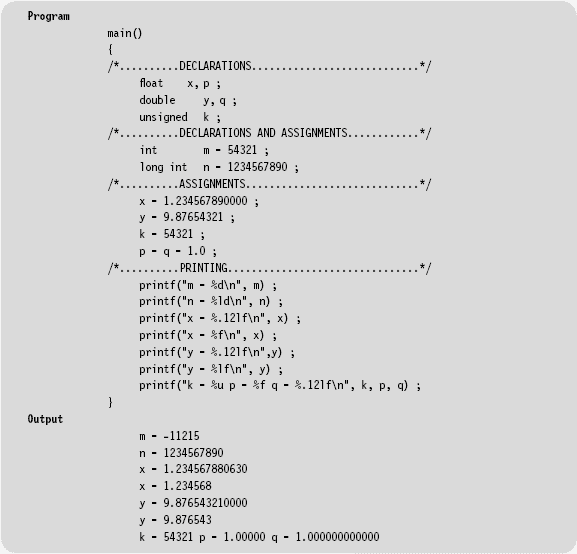 Program
main()
{
/*..........DECLARATIONS............................*/
float x, p ;
double y, q ;
unsigned k ;
/*..........DECLARATIONS AND ASSIGNMENTS............*/
int m = 54321 ;
long int n = 1234567890 ;
/*..........ASSIGNMENTS.............................*/
x = 1.234567890000 ;
y = 9.87654321 ;
k = 54321 ;
p = q = 1.0 ;
/*..........PRINTING................................*/
printf("m = %d\n", m) ;
printf("n = %ld\n", n) ;
printf("x = %.12lf\n", x) ;
printf("x = %f\n", x) ;
printf("y = %.12lf\n",y) ;
printf("y = %lf\n", y) ;
printf("k = %u p = %f q = %.12lf\n", k, p, q) ;
}
Output
m = -11215
n = 1234567890
x = 1.234567880630
x = 1.234568
y = 9.876543210000
y = 9.876543
k = 54321 p = 1.00000 q = 1.000000000000